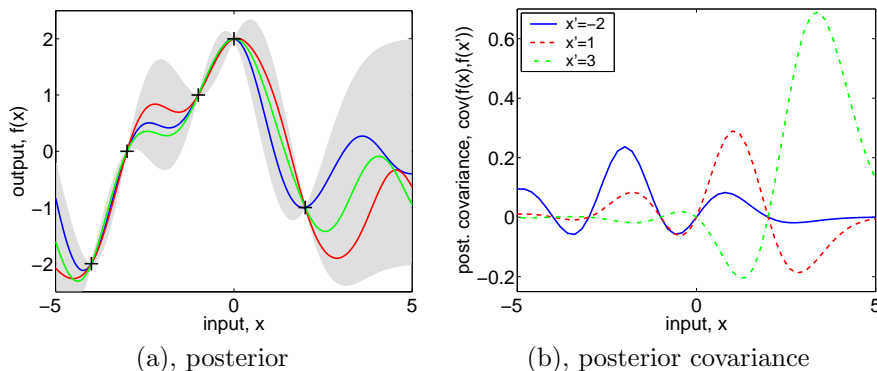 2
1
0
−1
−2
−5
0
5
output, f(x)
input, x
(a), posterior
x'=−2
x'=1
x'=3
0.6
0.4
0.2
0
−0.2
−5
0
5
post. covariance, cov(f(x),f(x'))
input, x
(b), posterior covariance